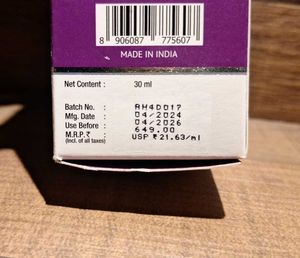 8 906087 775607
MADE IN INDIA
Net Content : 30 ml
Batch No. : AH4D017
Mfg. Date : 04/2024
Use Before : 04/2026
M.R.P.₹ : 649.00
(Incl. of all taxes) USP ₹ 21.63/ml